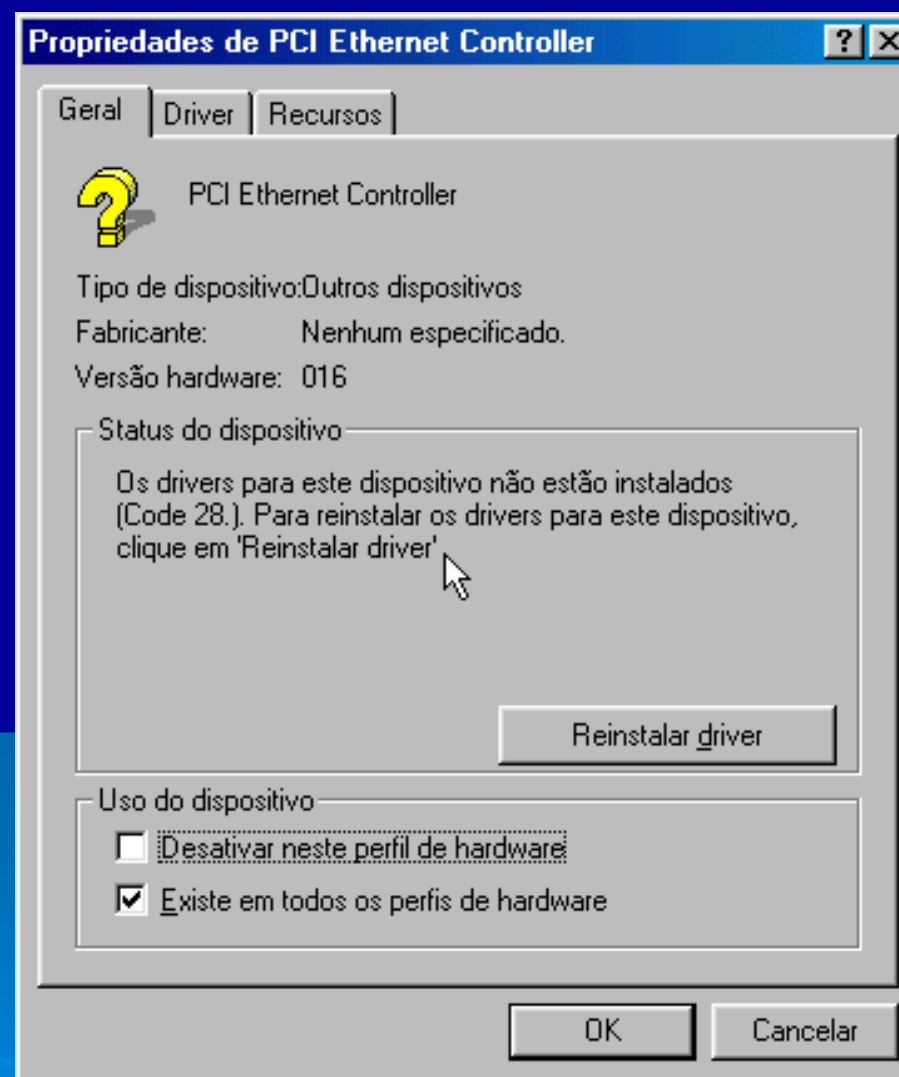 Propriedades de PCI Ethernet Controller
Geral Driver Recursos
PCI Ethernet Controller
Tipo de dispositivo:Outros dispositivos
Fabricante: Nenhum especificado.
Versão hardware: 016
Status do dispositivo
Os drivers para este dispositivo não estão instalados
(Code 28.). Para reinstalar os drivers para este dispositivo,
clique em 'Reinstalar driver'
Reinstalar driver
Uso do dispositivo
Desativar neste perfil de hardware
Existe em todos os perfis de hardware
OK Cancelar